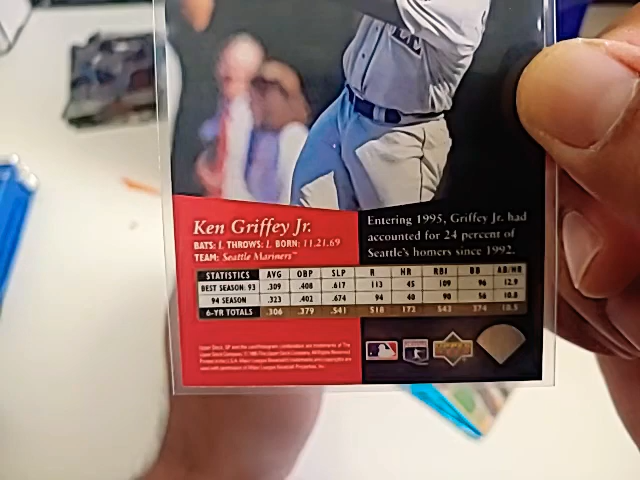 Ken Griffey Jr.
BATS: L THROWS: L BORN: 11.21.69
TEAM: Seattle Mariners™
Entering 1995, Griffey Jr. had
accounted for 24 percent of
Seattle's homers since 1992.
STATISTICS AVG OBP SLP R HR RBI BB AB/HR
BEST SEASON: 93 .309 .408 .617 113 45 109 96 12.9
94 SEASON .323 .402 .674 94 40 90 56 10.8
6-YR TOTALS .306 .379 .541 518 172 543 374 18.5